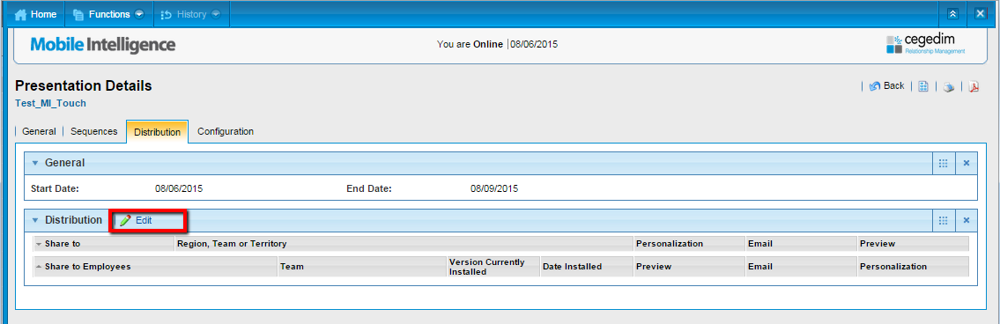 Home Functions History
Mobile Intelligence You are Online 08/06/2015 cegedim
Relationship Management
Presentation Details Back
Test_MI_Touch
General Sequences Distribution Configuration
General
Start Date: 08/06/2015 End Date: 08/09/2015
Distribution Edit
Share to Region, Team or Territory Personalization Email Preview
Share to Employees Team Version Currently Installed Date Installed Preview Email Personalization